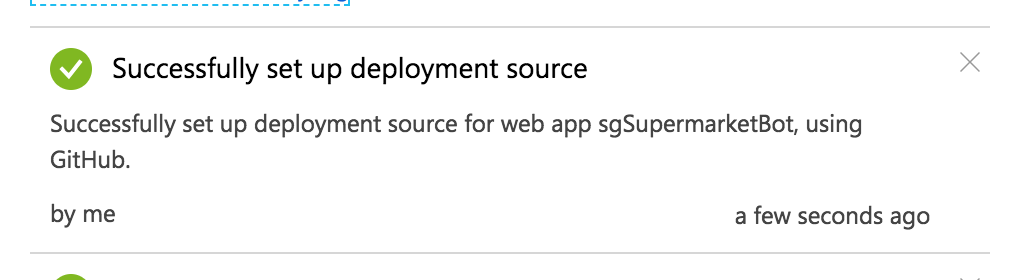 Successfully set up deployment source
Successfully set up deployment source for web app sgSupermarketBot, using
GitHub.
by me
a few seconds ago